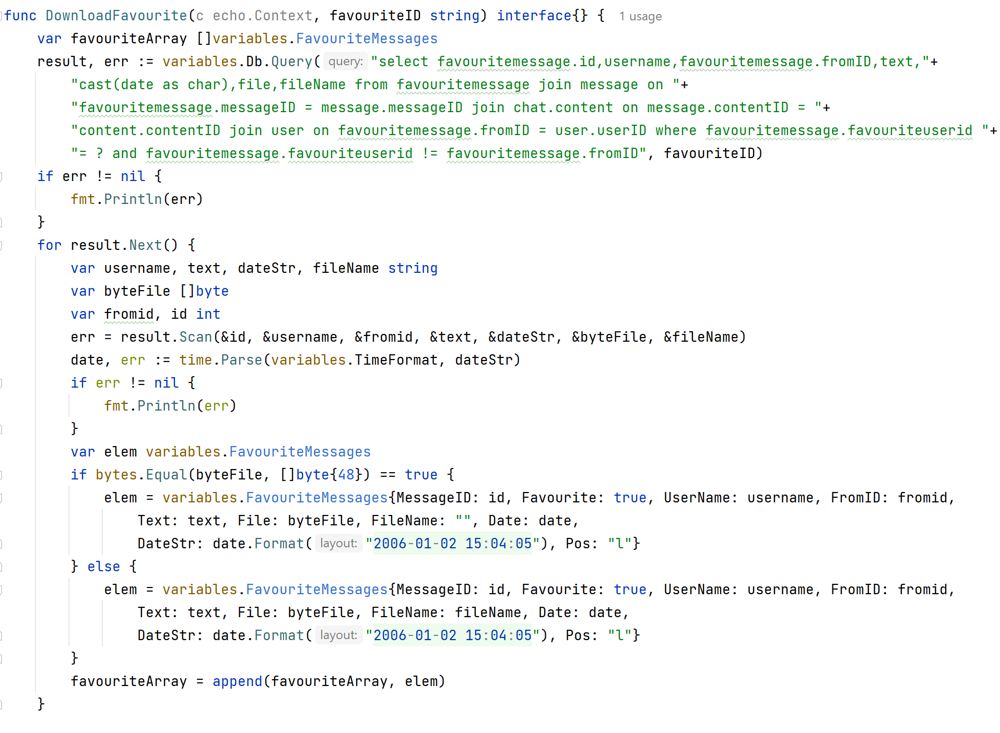 func DownloadFavourite(c echo.Context, favouriteID string) interface{} { 1 usage
var favouriteArray []variables.FavouriteMessages
result, err := variables.Db.Query( query: "select favouritemessage.id,username,favouritemessage.fromID,text,"+
"cast(date as char),file,fileName from favouritemessage join message on "+
"favouritemessage.messageID = message.messageID join chat.content on message.contentID = "+
"content.contentID join user on favouritemessage.fromID = user.userID where favouritemessage.favouriteuserid "+
"= ? and favouritemessage.favouriteuserid != favouritemessage.fromID", favouriteID)
if err != nil {
fmt.Println(err)
}
for result.Next() {
var username, text, dateStr, fileName string
var byteFile []byte
var fromid, id int
err = result.Scan(&id, &username, &fromid, &text, &dateStr, &byteFile, &fileName)
date, err := time.Parse(variables.TimeFormat, dateStr)
if err != nil {
fmt.Println(err)
}
var elem variables.FavouriteMessages
if bytes.Equal(byteFile, []byte{48}) == true {
elem = variables.FavouriteMessages{MessageID: id, Favourite: true, UserName: username, FromID: fromid,
Text: text, File: byteFile, FileName: "", Date: date,
DateStr: date.Format( layout: "2006-01-02 15:04:05"), Pos: "l"}
} else {
elem = variables.FavouriteMessages{MessageID: id, Favourite: true, UserName: username, FromID: fromid,
Text: text, File: byteFile, FileName: fileName, Date: date,
DateStr: date.Format( layout: "2006-01-02 15:04:05"), Pos: "l"}
}
favouriteArray = append(favouriteArray, elem)
}